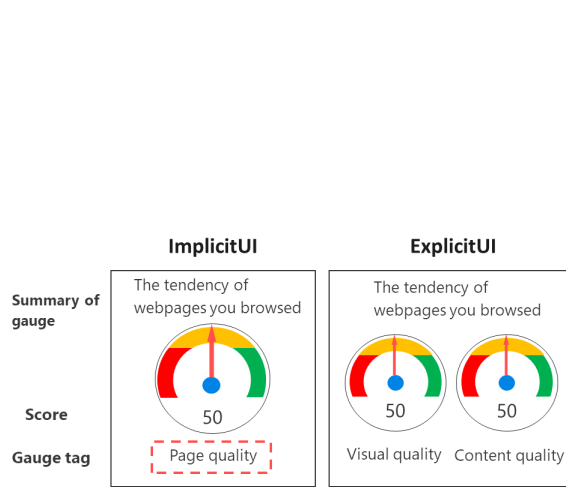 ImplicitUI
ExplicitUI
Summary of
gauge
The tendency of
webpages you browsed
The tendency of
webpages you browsed
Score
50
50
50
Gauge tag
Page quality
Visual quality
Content quality